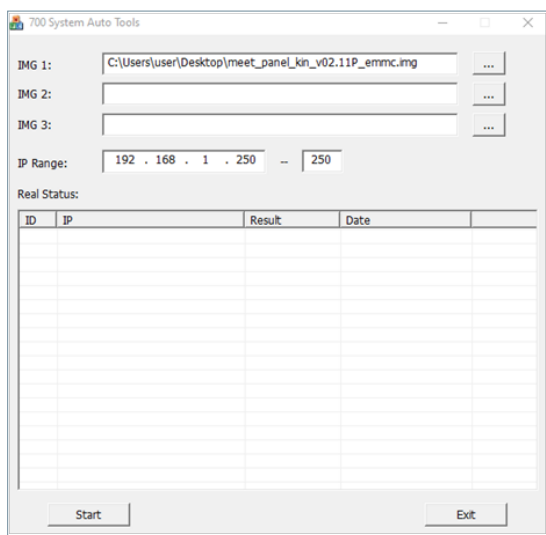 700 System Auto Tools
IMG 1: C:\Users\user\Desktop\meet_panel_kin_v02.11P_emmc.img ...
IMG 2: ...
IMG 3: ...
IP Range: 192 . 168 . 1 . 250 -- 250
Real Status:
ID IP Result Date
Start Exit